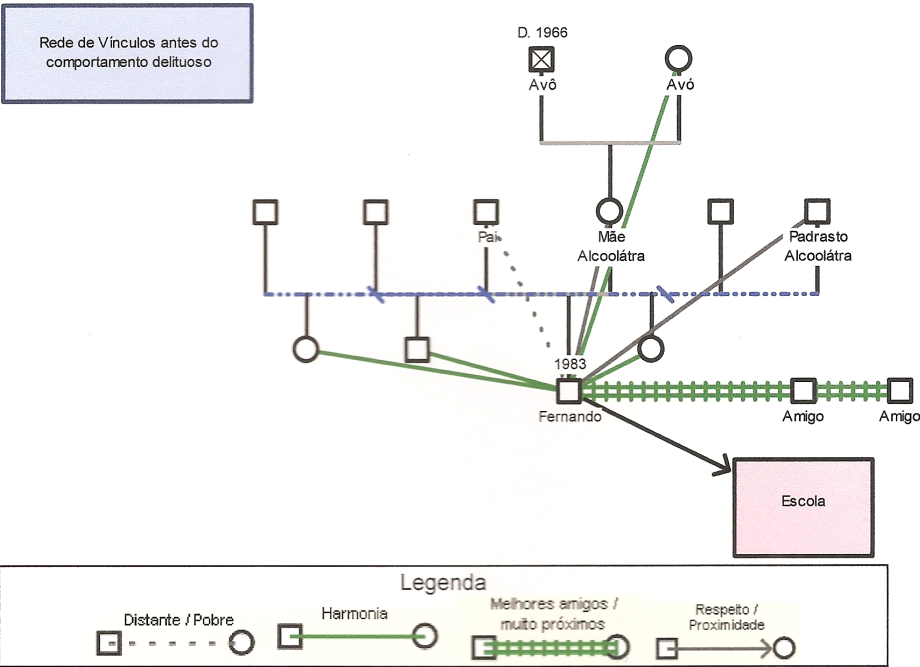 Rede de Vínculos antes do
comportamento delituoso
D. 1966
Avô
Avó
Pai
Mãe
Alcoolátra
Padrasto
Alcoolátra
1983
Fernando
Amigo
Amigo
Escola
Legenda
Distante / Pobre
Harmonia
Melhores amigos /
muito próximos
Respeito /
Proximidade